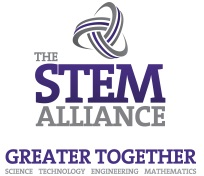 THE
STEM
ALLIANCE
GREATER TOGETHER
SCIENCE TECHNOLOGY ENGINEERING MATHEMATICS